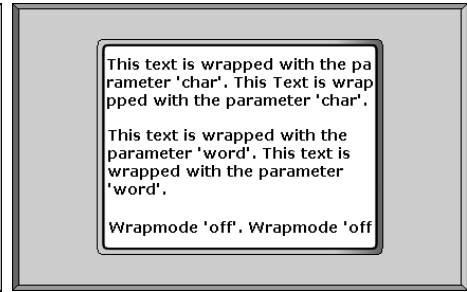 This text is wrapped with the pa
rameter 'char'. This Text is wrap
pped with the parameter 'char'.
This text is wrapped with the
parameter 'word'. This text is
wrapped with the parameter
'word'.
Wrapmode 'off'. Wrapmode 'off